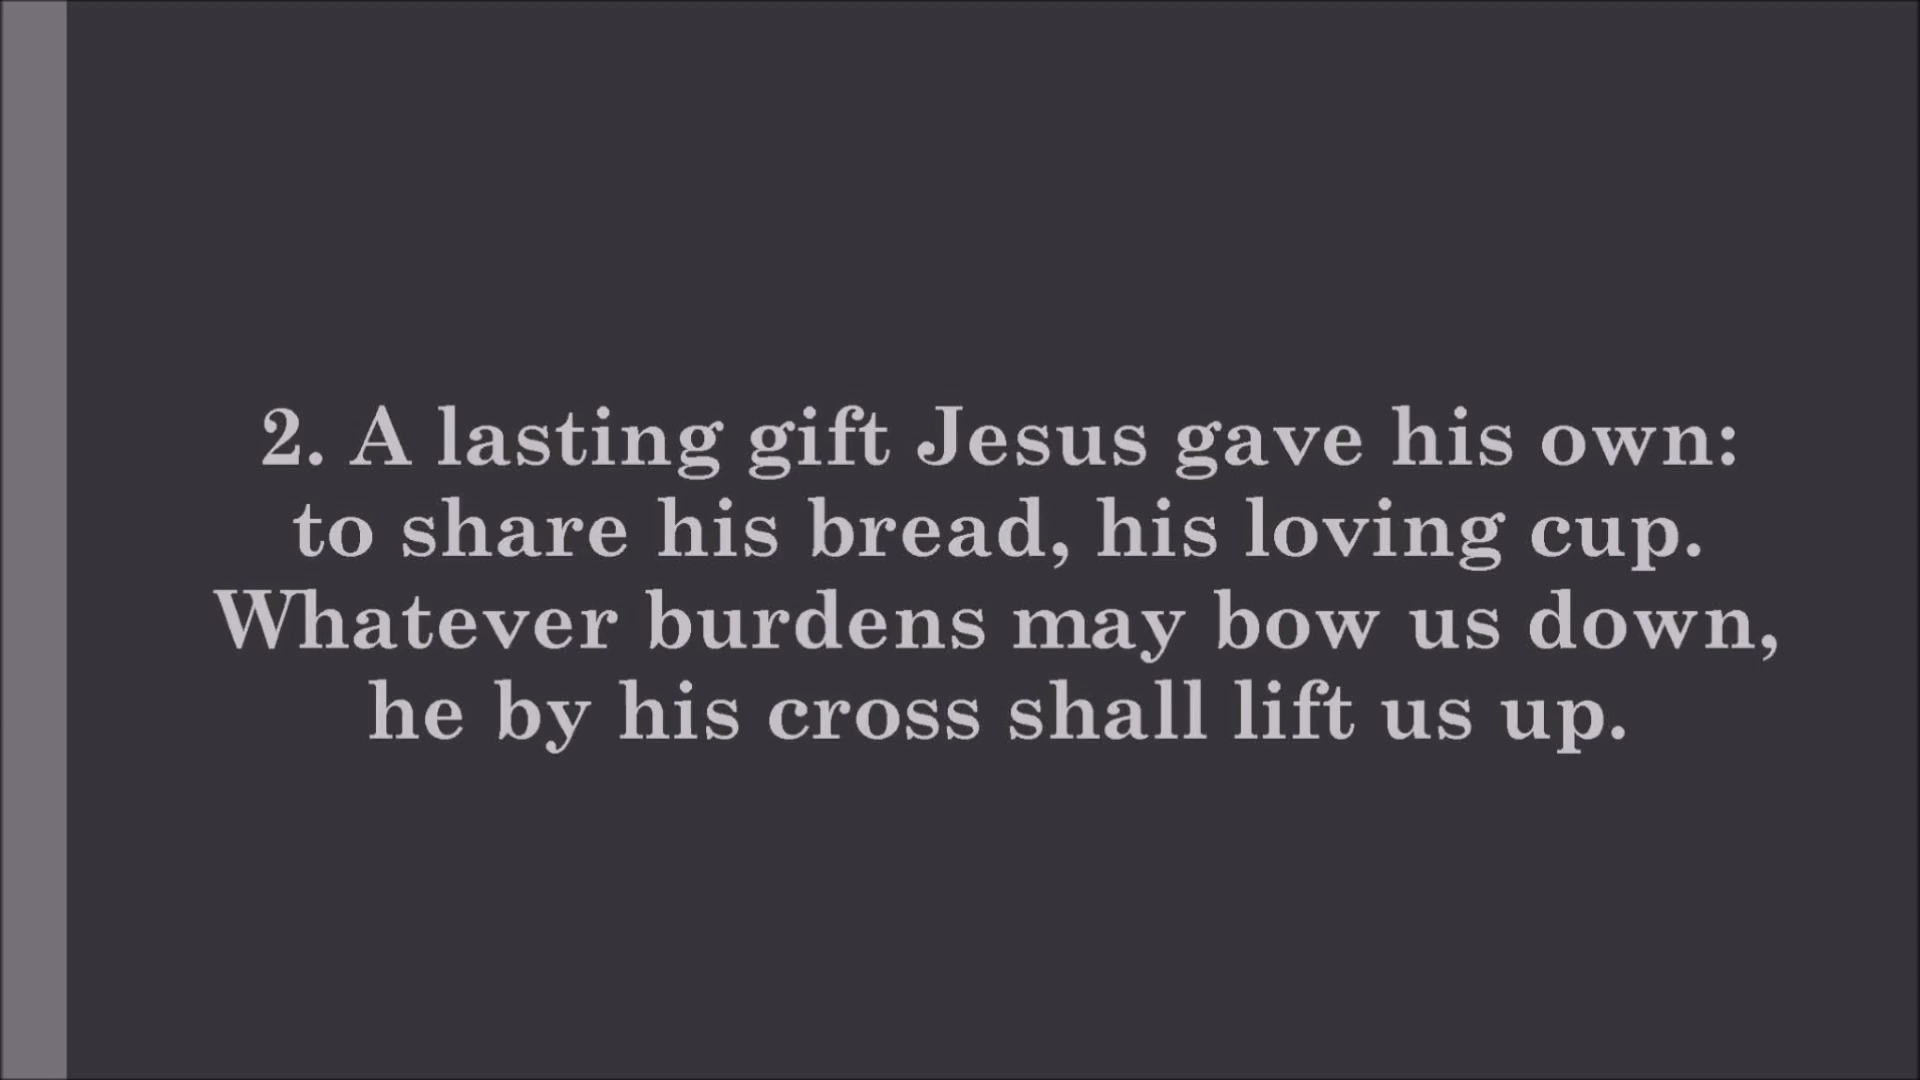 2. A lasting gift Jesus gave his own:
to share his bread, his loving cup.
Whatever burdens may bow us down,
he by his cross shall lift us up.